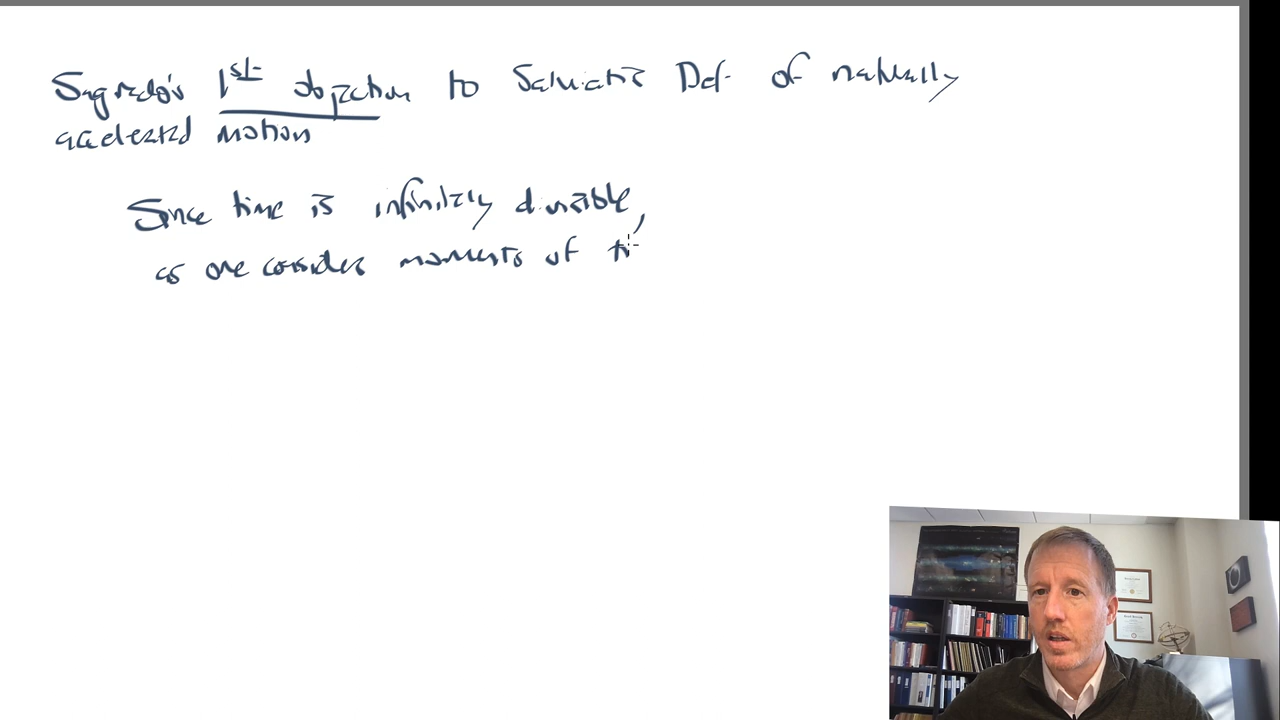 Sagredo's 1st objection to Salviati's Def. of naturally
accelerated motion
Since time is infinitely divisible,
as one considers moments of ti